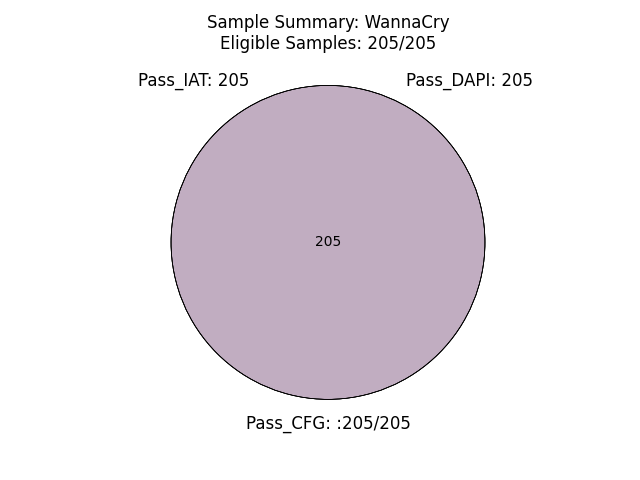 Sample Summary: WannaCry
Eligible Samples: 205/205
Pass_IAT: 205
Pass_DAPI: 205
205
Pass_CFG: :205/205